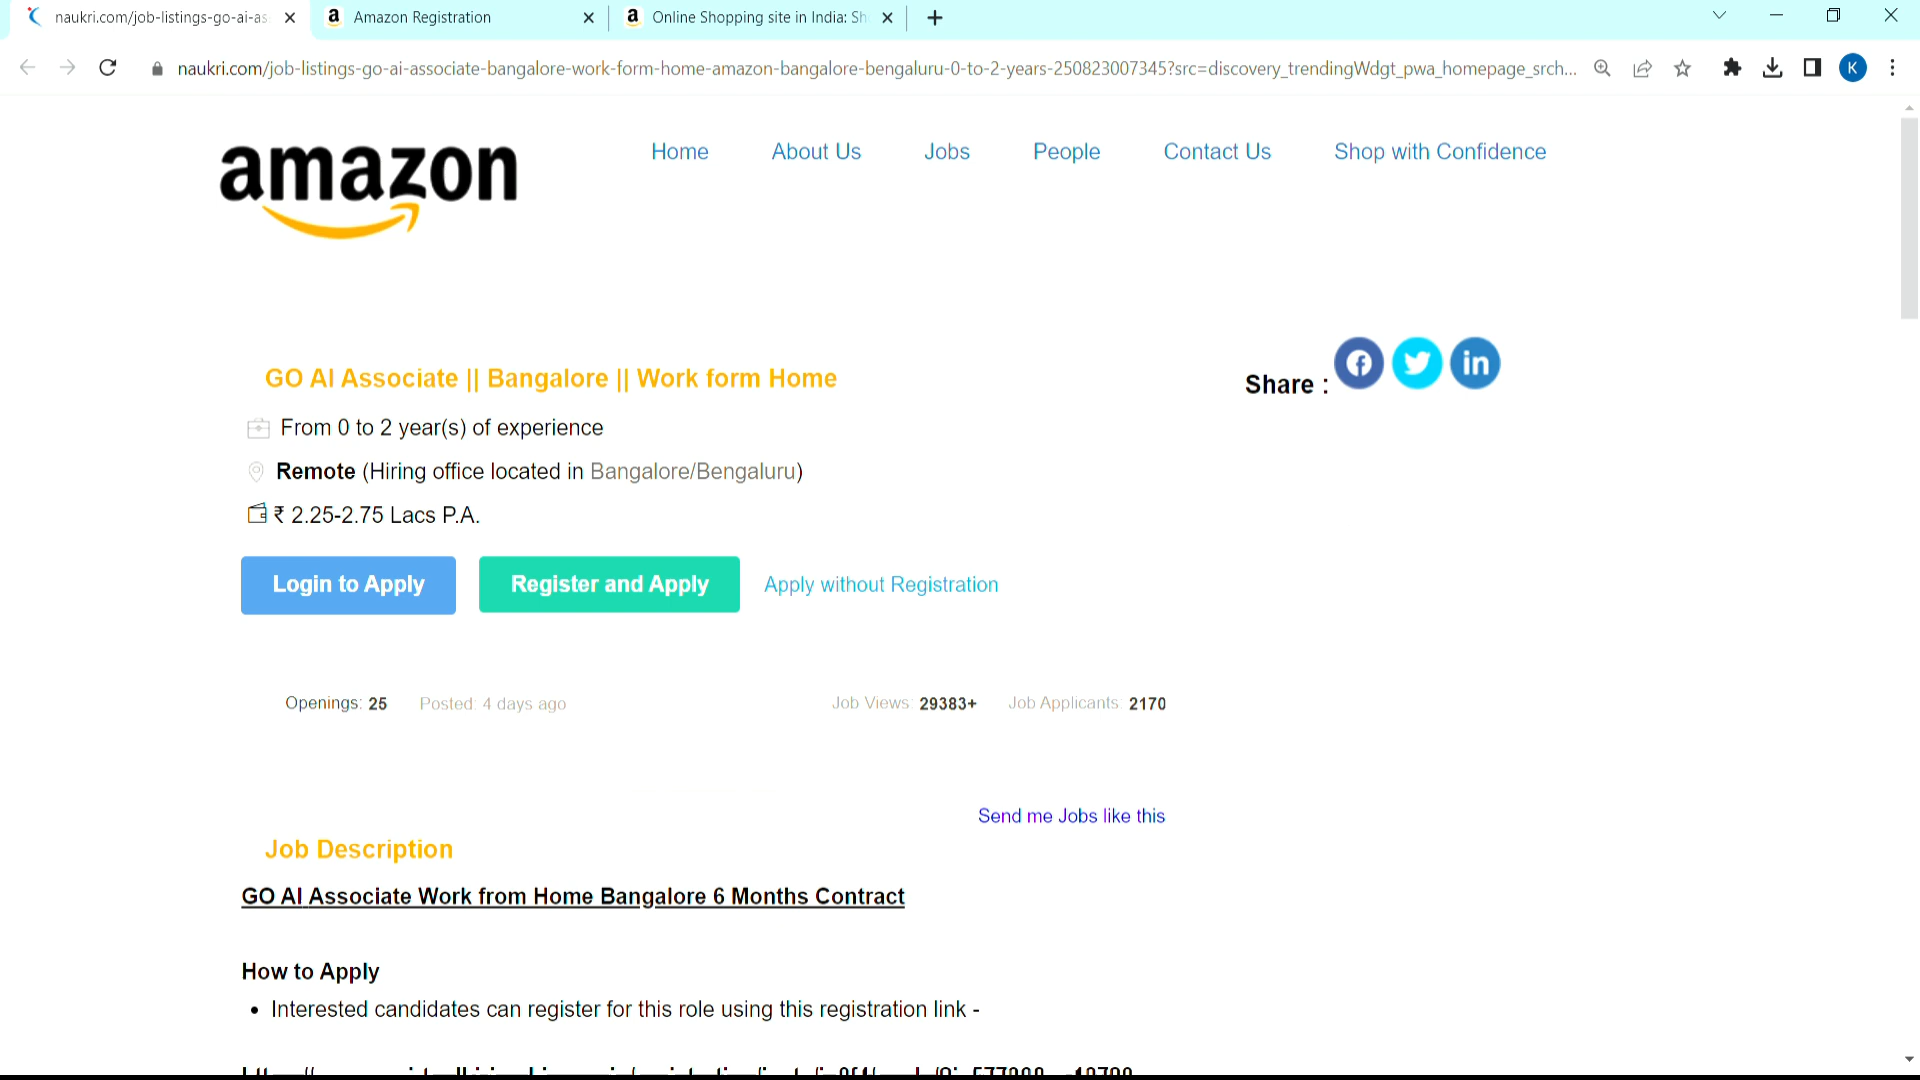 naukri.com/job-listings-go-ai-as
Amazon Registration
Online Shopping site in India: Sh
naukri.com/job-listings-go-ai-associate-bangalore-work-form-home-amazon-bangalore-bengaluru-0-to-2-years-250823007345?src=discovery_trendingWdgt_pwa_homepage_srch...
K
amazon
Home
About Us
Jobs
People
Contact Us
Shop with Confidence
GO AI Associate || Bangalore || Work form Home
Share :
From 0 to 2 year(s) of experience
Remote (Hiring office located in Bangalore/Bengaluru)
₹ 2.25-2.75 Lacs P.A.
Login to Apply
Register and Apply
Apply without Registration
Openings: 25
Posted: 4 days ago
Job Views: 29383+
Job Applicants: 2170
Send me Jobs like this
Job Description
GO AI Associate Work from Home Bangalore 6 Months Contract
How to Apply
• Interested candidates can register for this role using this registration link -